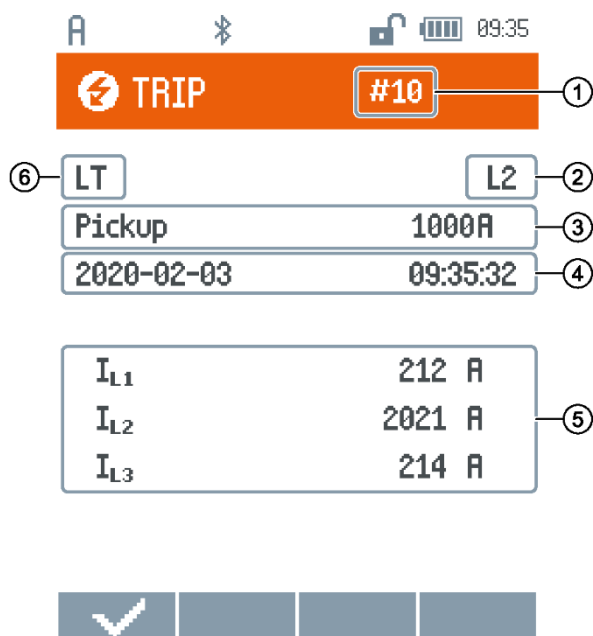 A 09:35
TRIP #10 1
6 LT L2 2
Pickup 1000A 3
2020-02-03 09:35:32 4
IL1 212 A
IL2 2021 A 5
IL3 214 A